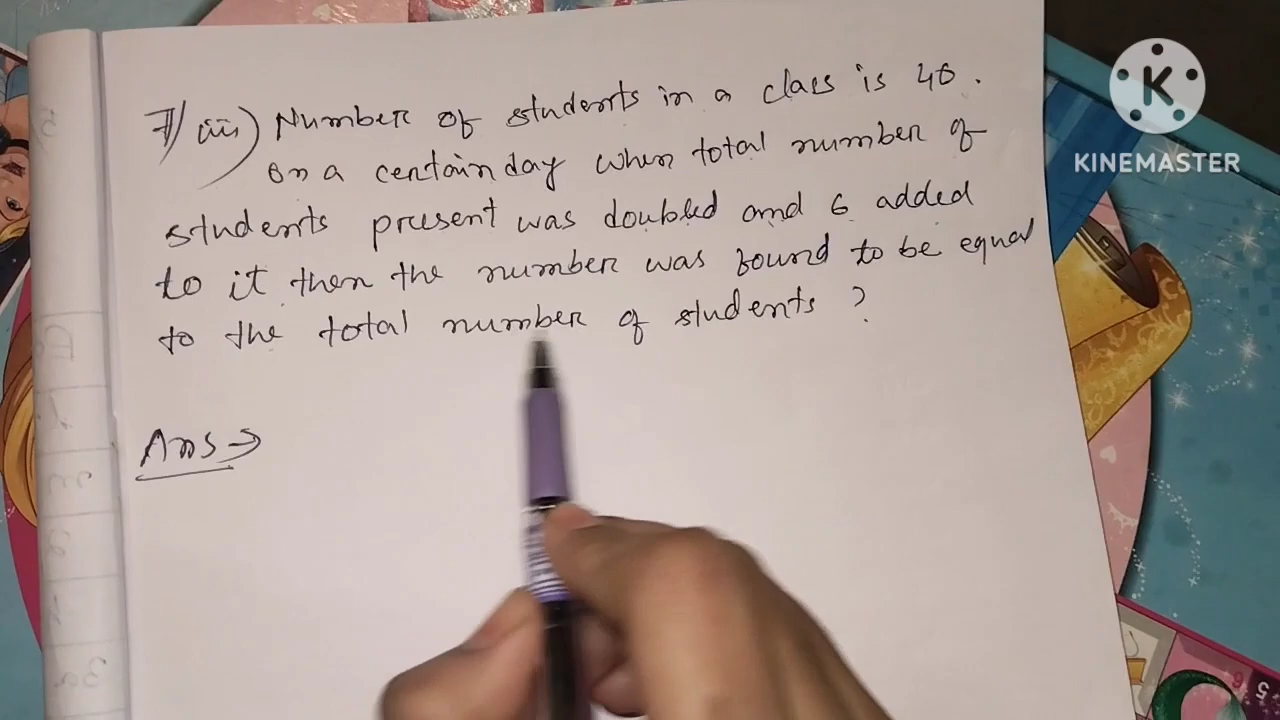 7) iii) Number of students in a class is 40.
on a certain day when total number of
students present was doubled and 6 added
to it then the number was found to be equal
to the total number of students ?
Ans →
K
KINEMASTER